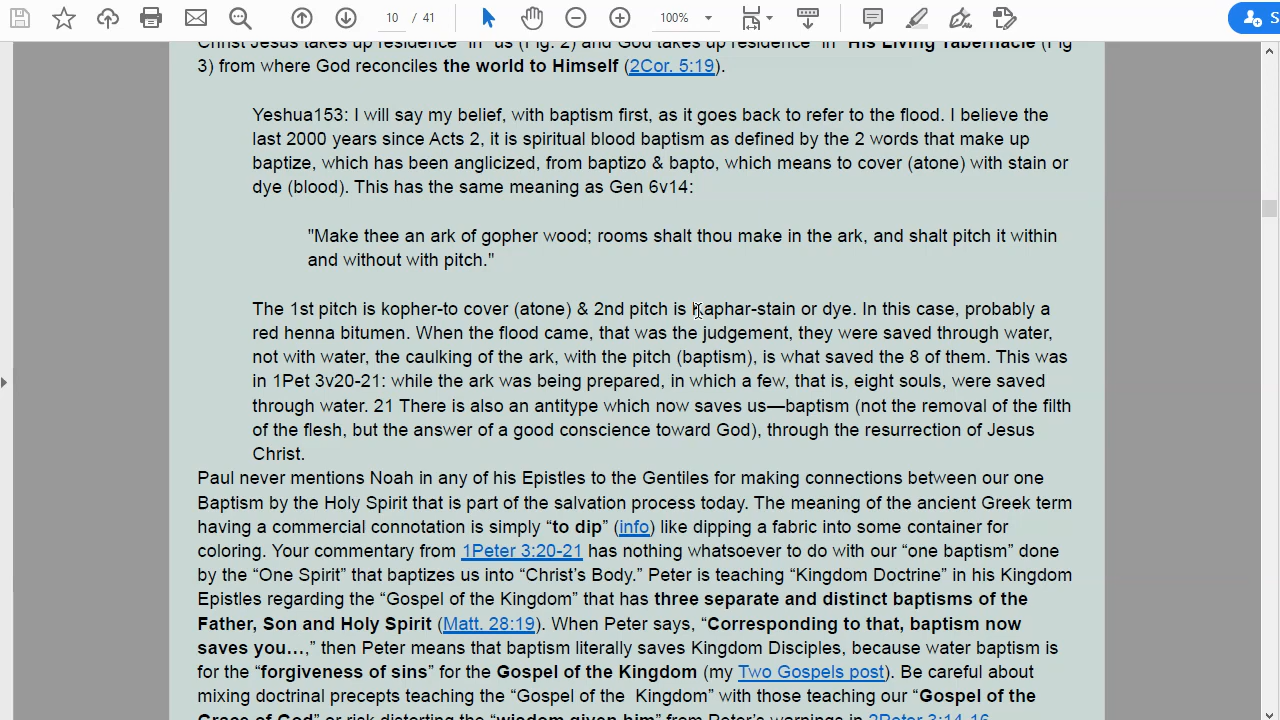 10 / 41
100%
S
Christ Jesus takes up residence “in” us (Fig. 2) and God takes up residence “in” His Living Tabernacle (Fig
3) from where God reconciles the world to Himself (2Cor. 5:19).
Yeshua153: I will say my belief, with baptism first, as it goes back to refer to the flood. I believe the
last 2000 years since Acts 2, it is spiritual blood baptism as defined by the 2 words that make up
baptize, which has been anglicized, from baptizo & bapto, which means to cover (atone) with stain or
dye (blood). This has the same meaning as Gen 6v14:
"Make thee an ark of gopher wood; rooms shalt thou make in the ark, and shalt pitch it within
and without with pitch."
The 1st pitch is kopher-to cover (atone) & 2nd pitch is kaphar-stain or dye. In this case, probably a
red henna bitumen. When the flood came, that was the judgement, they were saved through water,
not with water, the caulking of the ark, with the pitch (baptism), is what saved the 8 of them. This was
in 1Pet 3v20-21: while the ark was being prepared, in which a few, that is, eight souls, were saved
through water. 21 There is also an antitype which now saves us—baptism (not the removal of the filth
of the flesh, but the answer of a good conscience toward God), through the resurrection of Jesus
Christ.
Paul never mentions Noah in any of his Epistles to the Gentiles for making connections between our one
Baptism by the Holy Spirit that is part of the salvation process today. The meaning of the ancient Greek term
having a commercial connotation is simply “to dip” (info) like dipping a fabric into some container for
coloring. Your commentary from 1Peter 3:20-21 has nothing whatsoever to do with our “one baptism” done
by the “One Spirit” that baptizes us into “Christ’s Body.” Peter is teaching “Kingdom Doctrine” in his Kingdom
Epistles regarding the “Gospel of the Kingdom” that has three separate and distinct baptisms of the
Father, Son and Holy Spirit (Matt. 28:19). When Peter says, “Corresponding to that, baptism now
saves you…,” then Peter means that baptism literally saves Kingdom Disciples, because water baptism is
for the “forgiveness of sins” for the Gospel of the Kingdom (my Two Gospels post). Be careful about
mixing doctrinal precepts teaching the “Gospel of the  Kingdom” with those teaching our “Gospel of the
Grace of God” or risk distorting the “wisdom given him” from Peter’s warnings in 2Peter 3:14-16